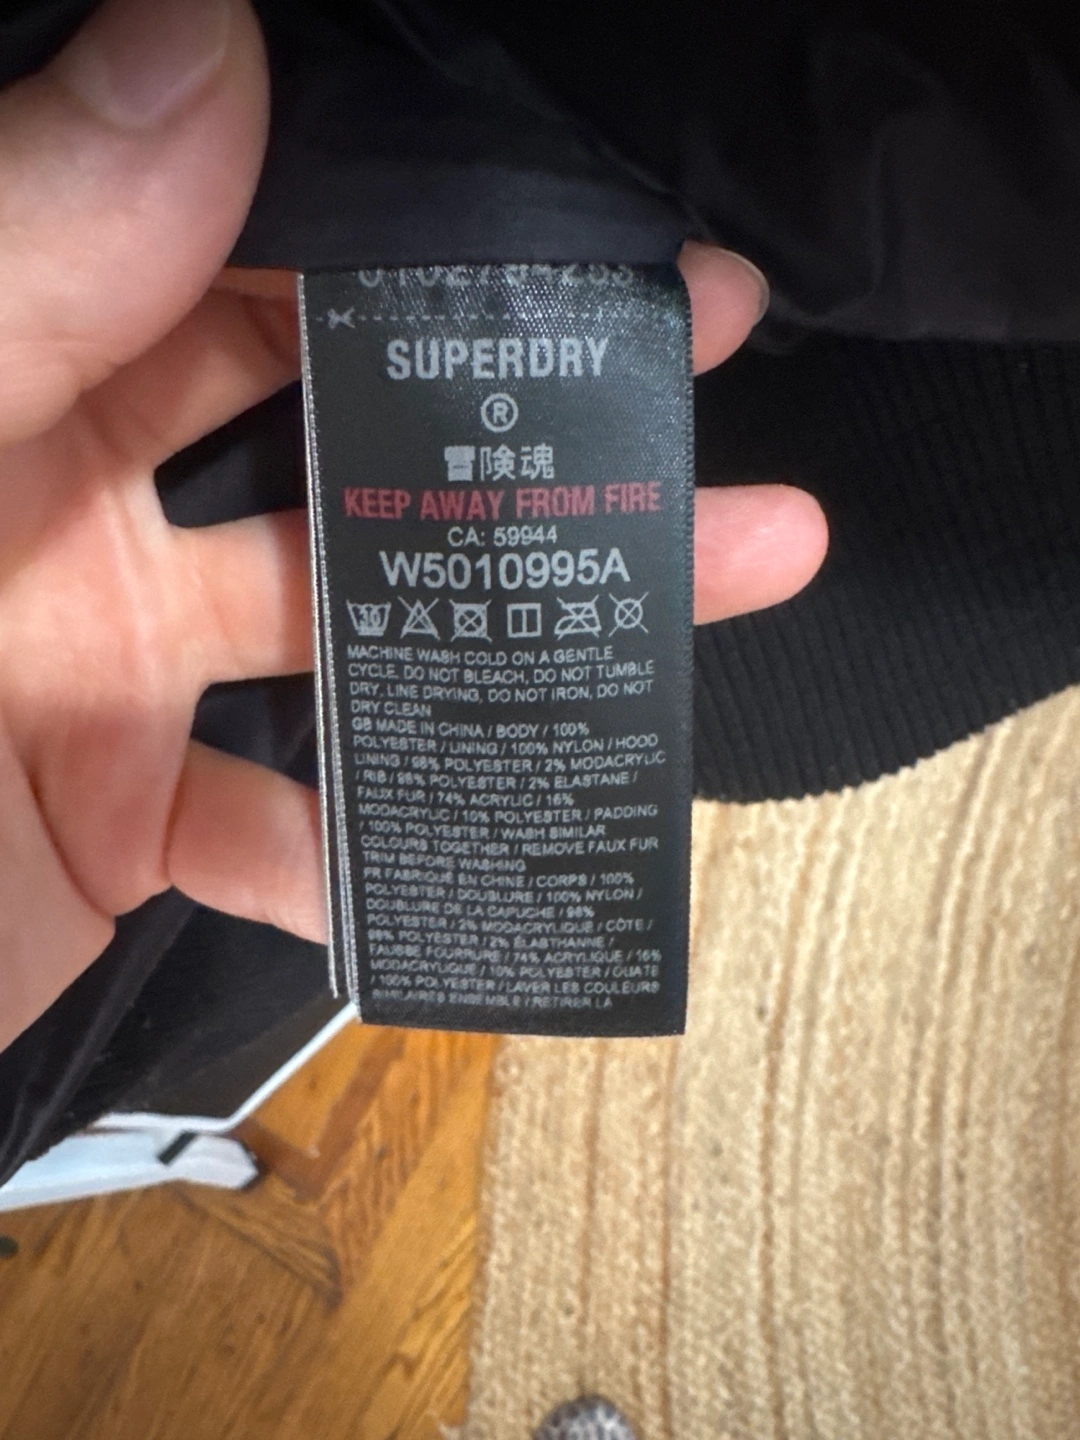 SUPERDRY
®
冒険魂
KEEP AWAY FROM FIRE
CA: 59944
W5010995A
30
MACHINE WASH COLD ON A GENTLE
CYCLE, DO NOT BLEACH, DO NOT TUMBLE
DRY, LINE DRYING, DO NOT IRON, DO NOT
DRY CLEAN
GB MADE IN CHINA / BODY / 100%
POLYESTER / LINING / 100% NYLON / HOOD
LINING / 98% POLYESTER / 2% MODACRYLIC
/ RIB / 98% POLYESTER / 2% ELASTANE /
FAUX FUR / 74% ACRYLIC / 16%
MODACRYLIC / 10% POLYESTER / PADDING
/ 100% POLYESTER / WASH SIMILAR
COLOURS TOGETHER / REMOVE FAUX FUR
TRIM BEFORE WASHING
FR FABRIQUE EN CHINE / CORPS / 100%
POLYESTER / DOUBLURE / 100% NYLON /
DOUBLURE DE LA CAPUCHE / 98%
POLYESTER / 2% MODACRYLIQUE / CÔTE /
98% POLYESTER / 2% ÉLASTHANNE /
FAUSSE FOURRURE / 74% ACRYLIQUE / 16%
MODACRYLIQUE / 10% POLYESTER / OUATE
/ 100% POLYESTER / LAVER LES COULEURS
SIMILAIRES ENSEMBLE / RETIRER LA